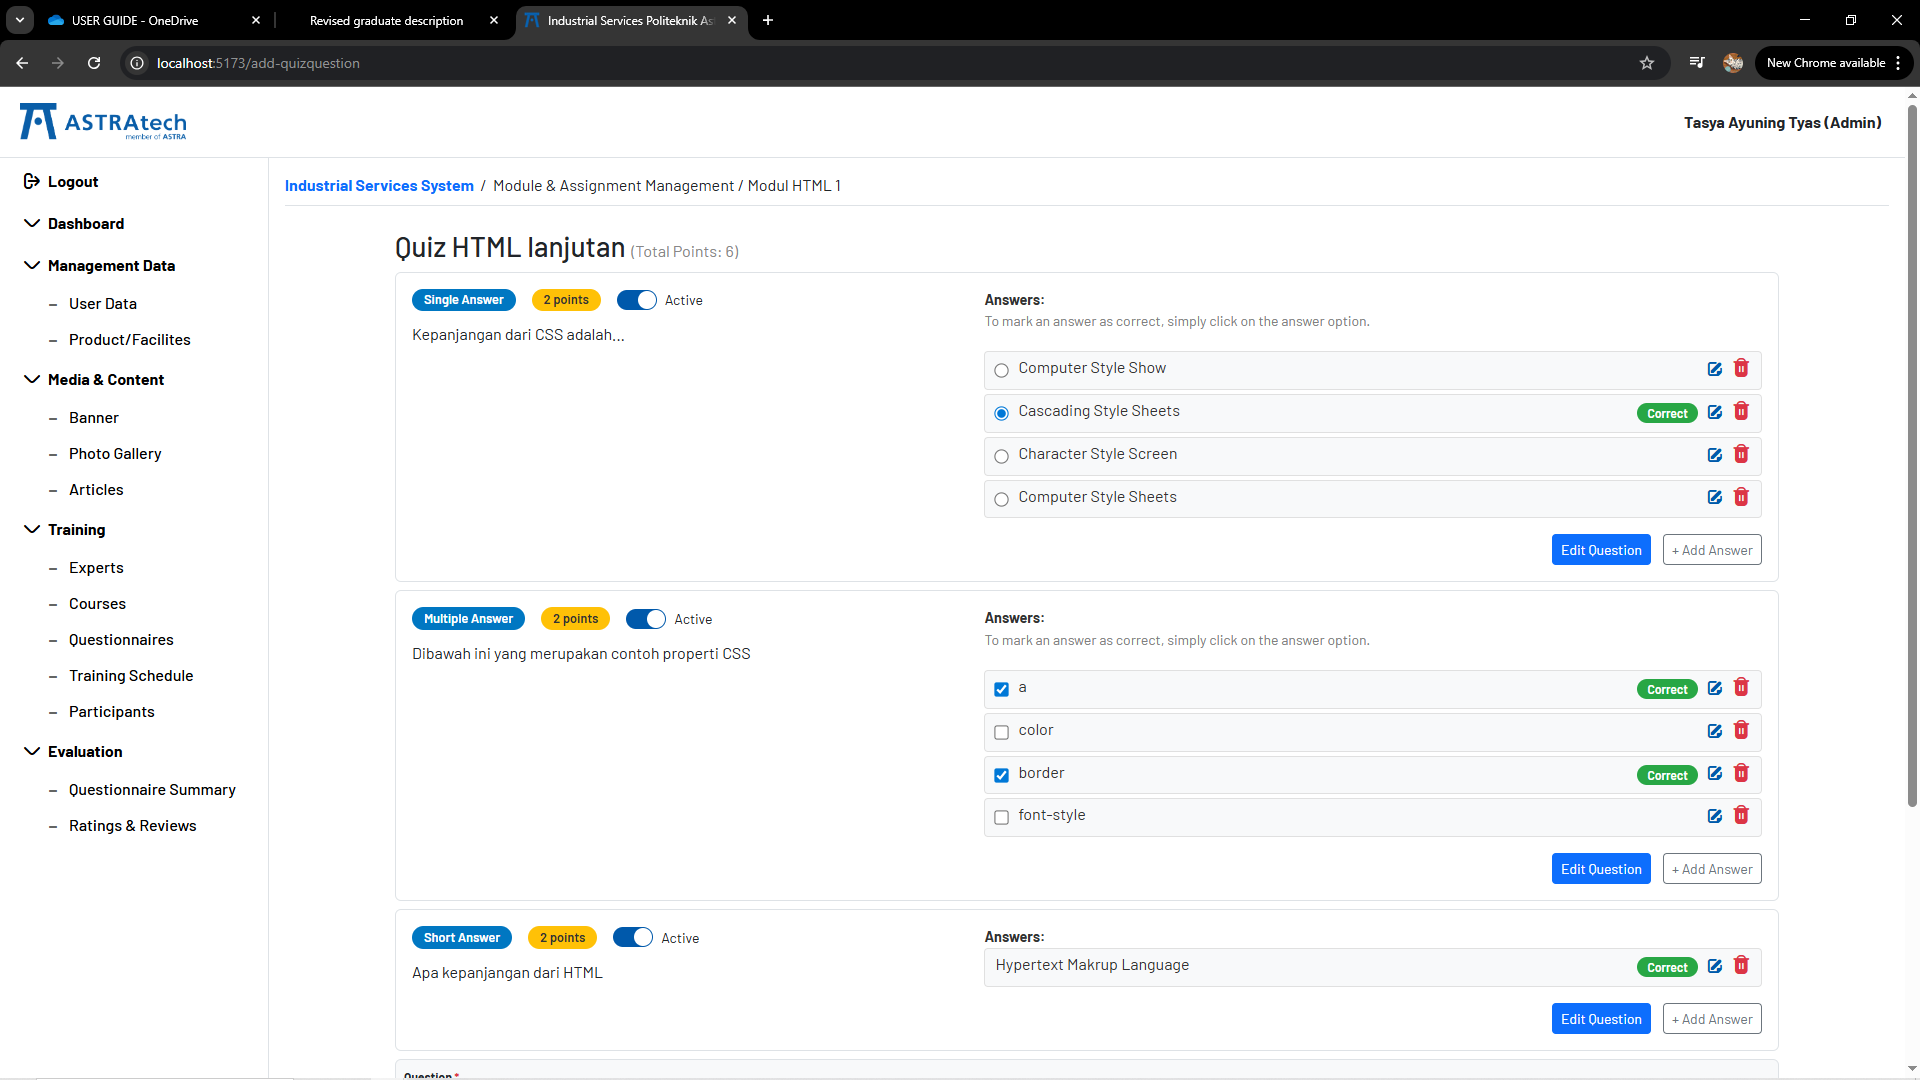 USER GUIDE - OneDrive
Revised graduate description
Industrial Services Politeknik As
localhost:5173/add-quizquestion
New Chrome available
ASTRAtech
member of ASTRA
Tasya Ayuning Tyas (Admin)
Logout
Dashboard
Management Data
User Data
Product/Facilites
Media & Content
Banner
Photo Gallery
Articles
Training
Experts
Courses
Questionnaires
Training Schedule
Participants
Evaluation
Questionnaire Summary
Ratings & Reviews
Industrial Services System / Module & Assignment Management / Modul HTML 1
Quiz HTML lanjutan (Total Points: 6)
Single Answer 2 points Active
Kepanjangan dari CSS adalah...
Answers:
To mark an answer as correct, simply click on the answer option.
Computer Style Show
Cascading Style Sheets Correct
Character Style Screen
Computer Style Sheets
Edit Question + Add Answer
Multiple Answer 2 points Active
Dibawah ini yang merupakan contoh properti CSS
Answers:
To mark an answer as correct, simply click on the answer option.
a Correct
color
border Correct
font-style
Edit Question + Add Answer
Short Answer 2 points Active
Apa kepanjangan dari HTML
Answers:
Hypertext Makrup Language Correct
Edit Question + Add Answer
Question *